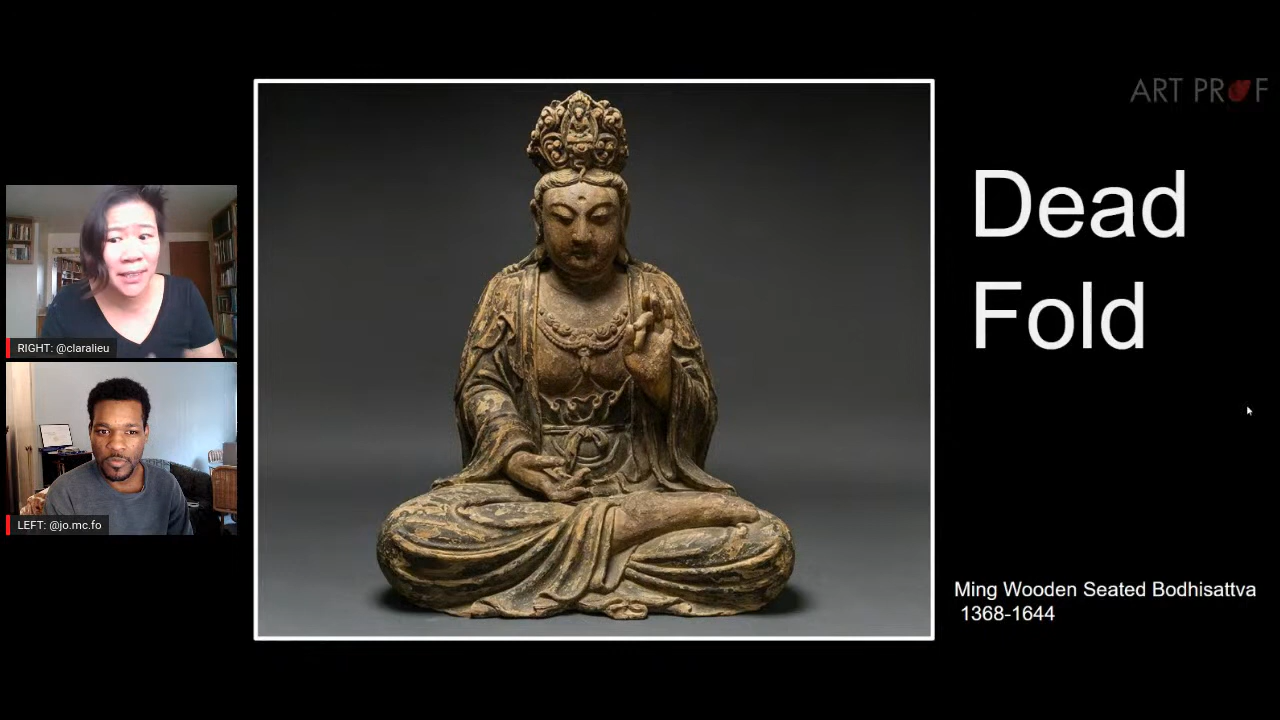 ART PROF
Dead
Fold
RIGHT: @claralieu
LEFT: @jo.mc.fo
Ming Wooden Seated Bodhisattva
1368-1644